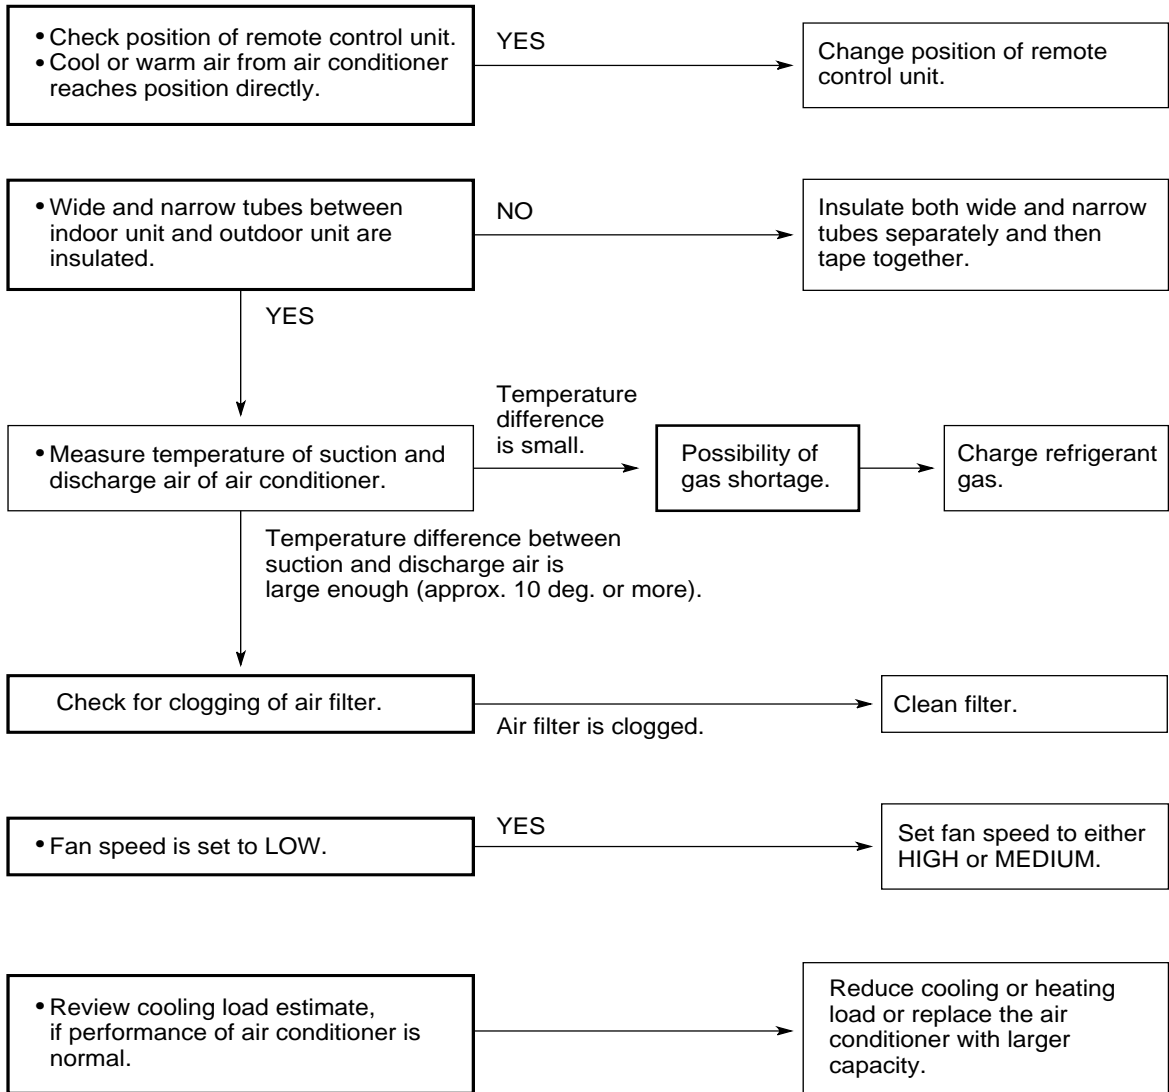 • Check position of remote control unit.
• Cool or warm air from air conditioner
reaches position directly.
YES
Change position of remote
control unit.
• Wide and narrow tubes between
indoor unit and outdoor unit are
insulated.
NO
Insulate both wide and narrow
tubes separately and then
tape together.
YES
• Measure temperature of suction and
discharge air of air conditioner.
Temperature
difference
is small.
Possibility of
gas shortage.
Charge refrigerant
gas.
Temperature difference between
suction and discharge air is
large enough (approx. 10 deg. or more).
Check for clogging of air filter.
Air filter is clogged.
Clean filter.
• Fan speed is set to LOW.
YES
Set fan speed to either
HIGH or MEDIUM.
• Review cooling load estimate,
if performance of air conditioner is
normal.
Reduce cooling or heating
load or replace the air
conditioner with larger
capacity.